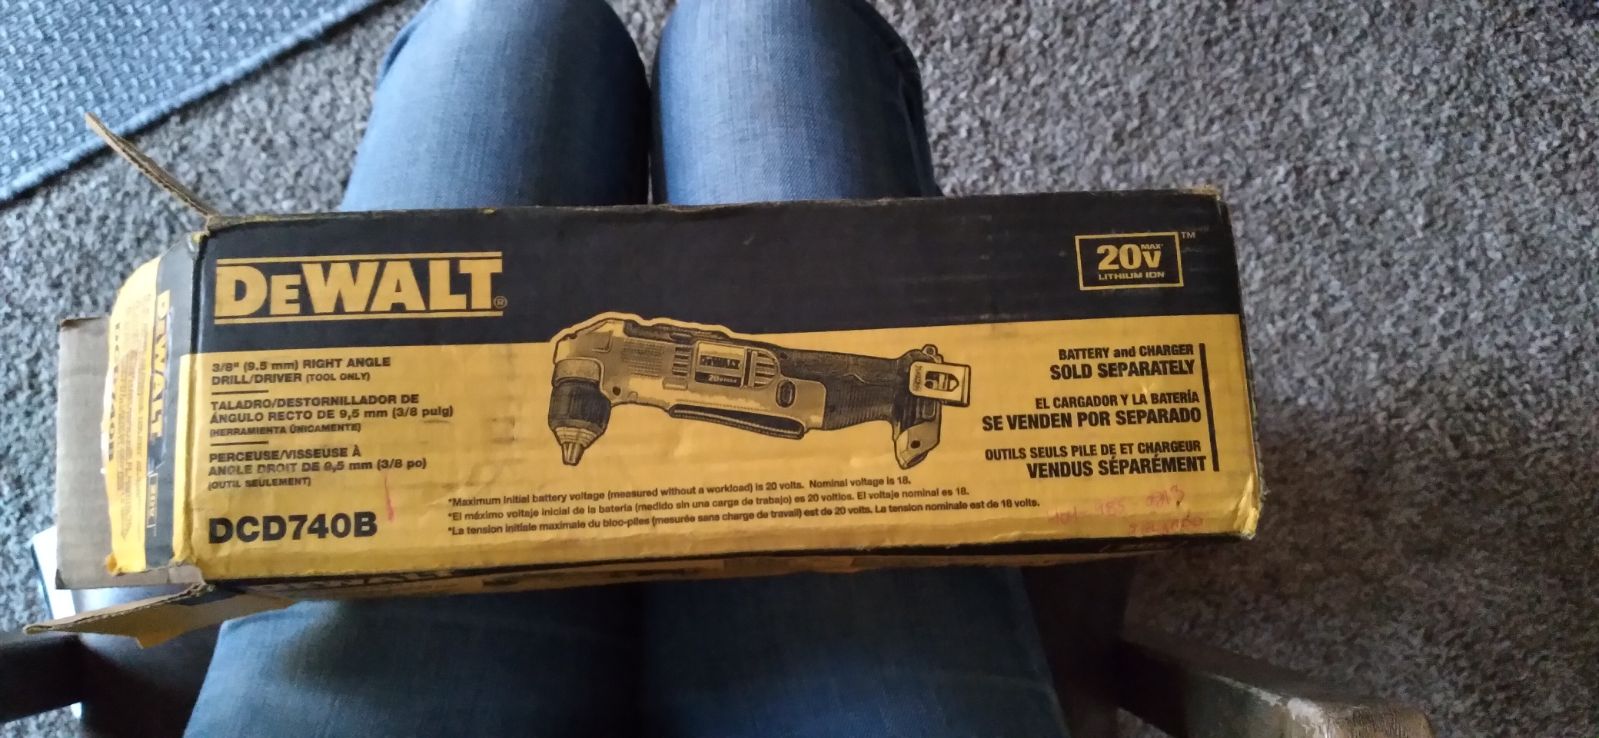 DEWALT®
20V MAX* ™
LITHIUM ION
3/8" (9.5 mm) RIGHT ANGLE
DRILL/DRIVER (TOOL ONLY)
TALADRO/DESTORNILLADOR DE
ÁNGULO RECTO DE 9,5 mm (3/8 pulg)
(HERRAMIENTA ÚNICAMENTE)
PERCEUSE/VISSEUSE À
ANGLE DROIT DE 9,5 mm (3/8 po)
(OUTIL SEULEMENT)
DCD740B
DEWALT
20V MAX
BATTERY and CHARGER
SOLD SEPARATELY
EL CARGADOR Y LA BATERÍA
SE VENDEN POR SEPARADO
OUTILS SEULS PILE DE ET CHARGEUR
VENDUS SÉPARÉMENT
*Maximum initial battery voltage (measured without a workload) is 20 volts. Nominal voltage is 18.
*El máximo voltaje inicial de la batería (medido sin una carga de trabajo) es 20 voltios. El voltaje nominal es 18.
*La tension initiale maximale du bloc-piles (mesurée sans charge de travail) est de 20 volts. La tension nominale est de 18 volts.
DEWALT